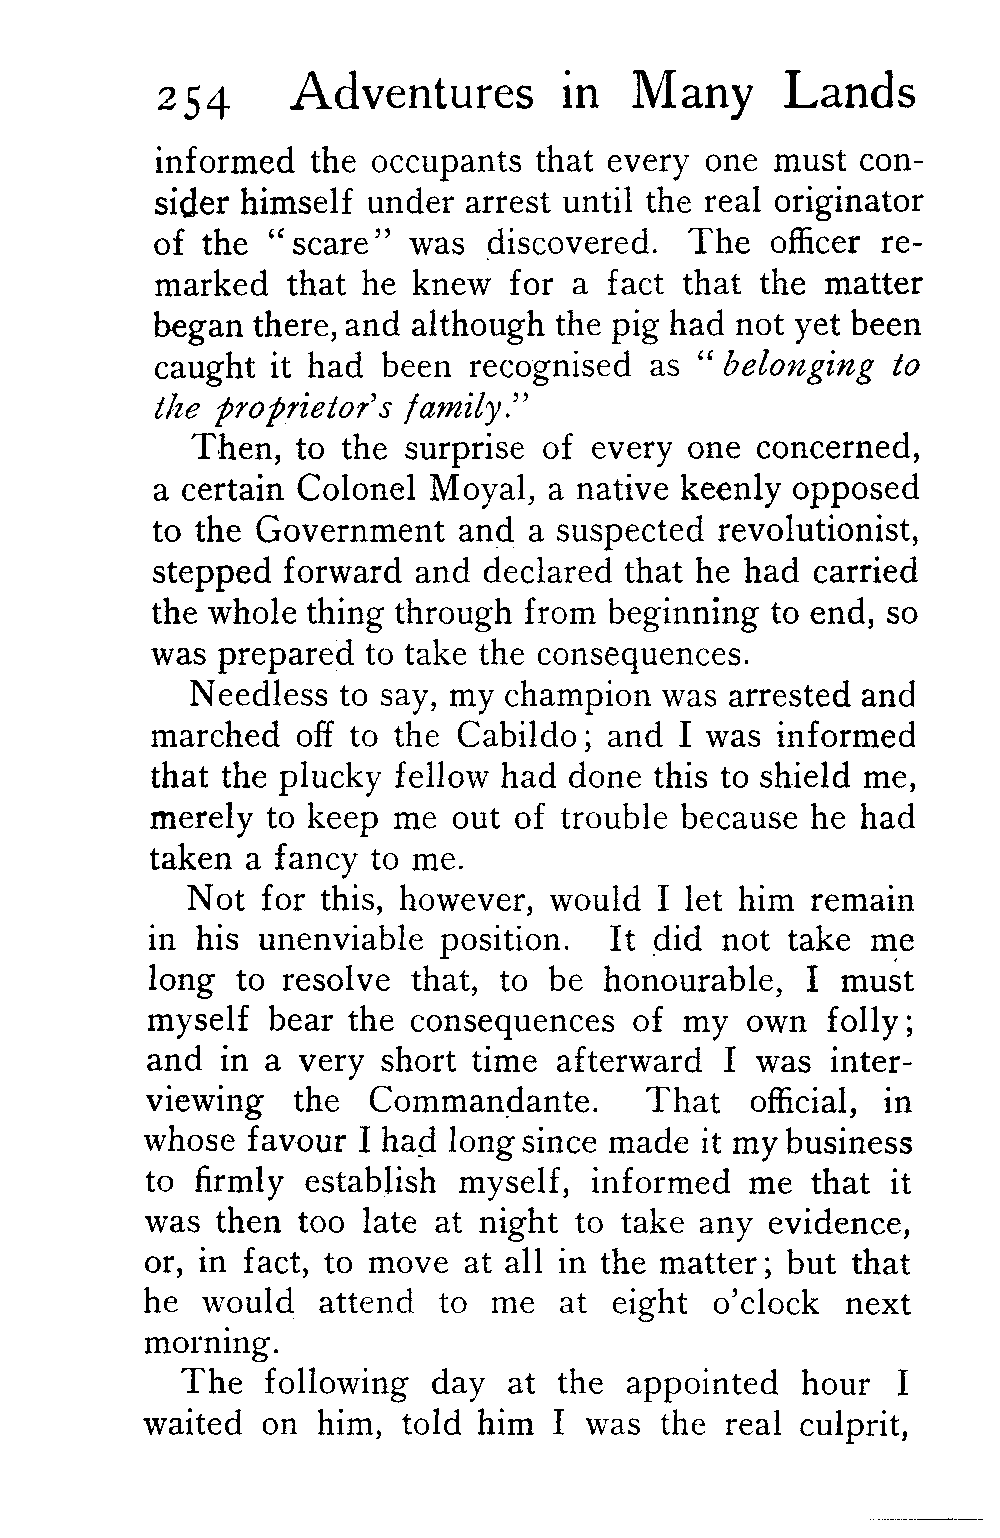 254 Adventures in Many Lands
informed the occupants that every one must con-
sider himself under arrest until the real originator
of the “scare” was discovered. The officer re-
marked that he knew for a fact that the matter
began there, and although the pig had not yet been
caught it had been recognised as “belonging to
the proprietor's family.”
Then, to the surprise of every one concerned,
a certain Colonel Moyal, a native keenly opposed
to the Government and a suspected revolutionist,
stepped forward and declared that he had carried
the whole thing through from beginning to end, so
was prepared to take the consequences.
Needless to say, my champion was arrested and
marched off to the Cabildo; and I was informed
that the plucky fellow had done this to shield me,
merely to keep me out of trouble because he had
taken a fancy to me.
Not for this, however, would I let him remain
in his unenviable position. It did not take me
long to resolve that, to be honourable, I must
myself bear the consequences of my own folly;
and in a very short time afterward I was inter-
viewing the Commandante. That official, in
whose favour I had long since made it my business
to firmly establish myself, informed me that it
was then too late at night to take any evidence,
or, in fact, to move at all in the matter; but that
he would attend to me at eight o'clock next
morning.
The following day at the appointed hour I
waited on him, told him I was the real culprit,